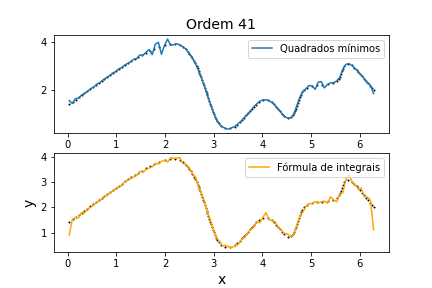 Ordem 41
4
2
Quadrados mínimos
0 1 2 3 4 5 6
4
3
2
1
Fórmula de integrais
y
0 1 2 3 4 5 6
x